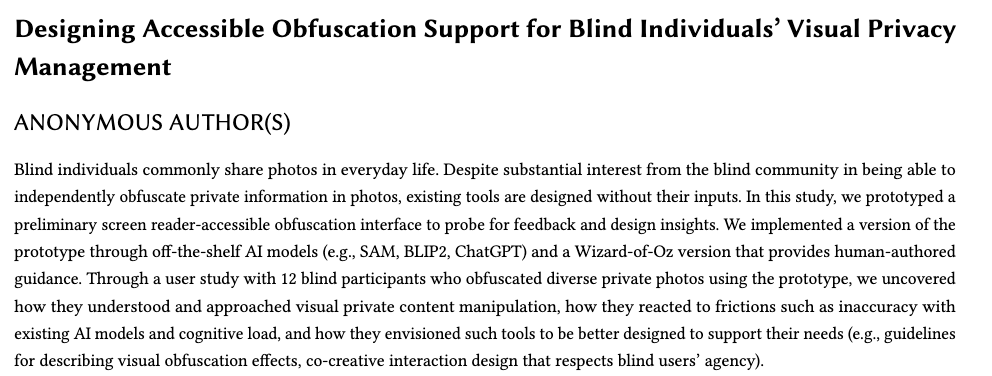 Designing Accessible Obfuscation Support for Blind Individuals’ Visual Privacy
Management
ANONYMOUS AUTHOR(S)
Blind individuals commonly share photos in everyday life. Despite substantial interest from the blind community in being able to
independently obfuscate private information in photos, existing tools are designed without their inputs. In this study, we prototyped a
preliminary screen reader-accessible obfuscation interface to probe for feedback and design insights. We implemented a version of the
prototype through off-the-shelf AI models (e.g., SAM, BLIP2, ChatGPT) and a Wizard-of-Oz version that provides human-authored
guidance. Through a user study with 12 blind participants who obfuscated diverse private photos using the prototype, we uncovered
how they understood and approached visual private content manipulation, how they reacted to frictions such as inaccuracy with
existing AI models and cognitive load, and how they envisioned such tools to be better designed to support their needs (e.g., guidelines
for describing visual obfuscation effects, co-creative interaction design that respects blind users’ agency).